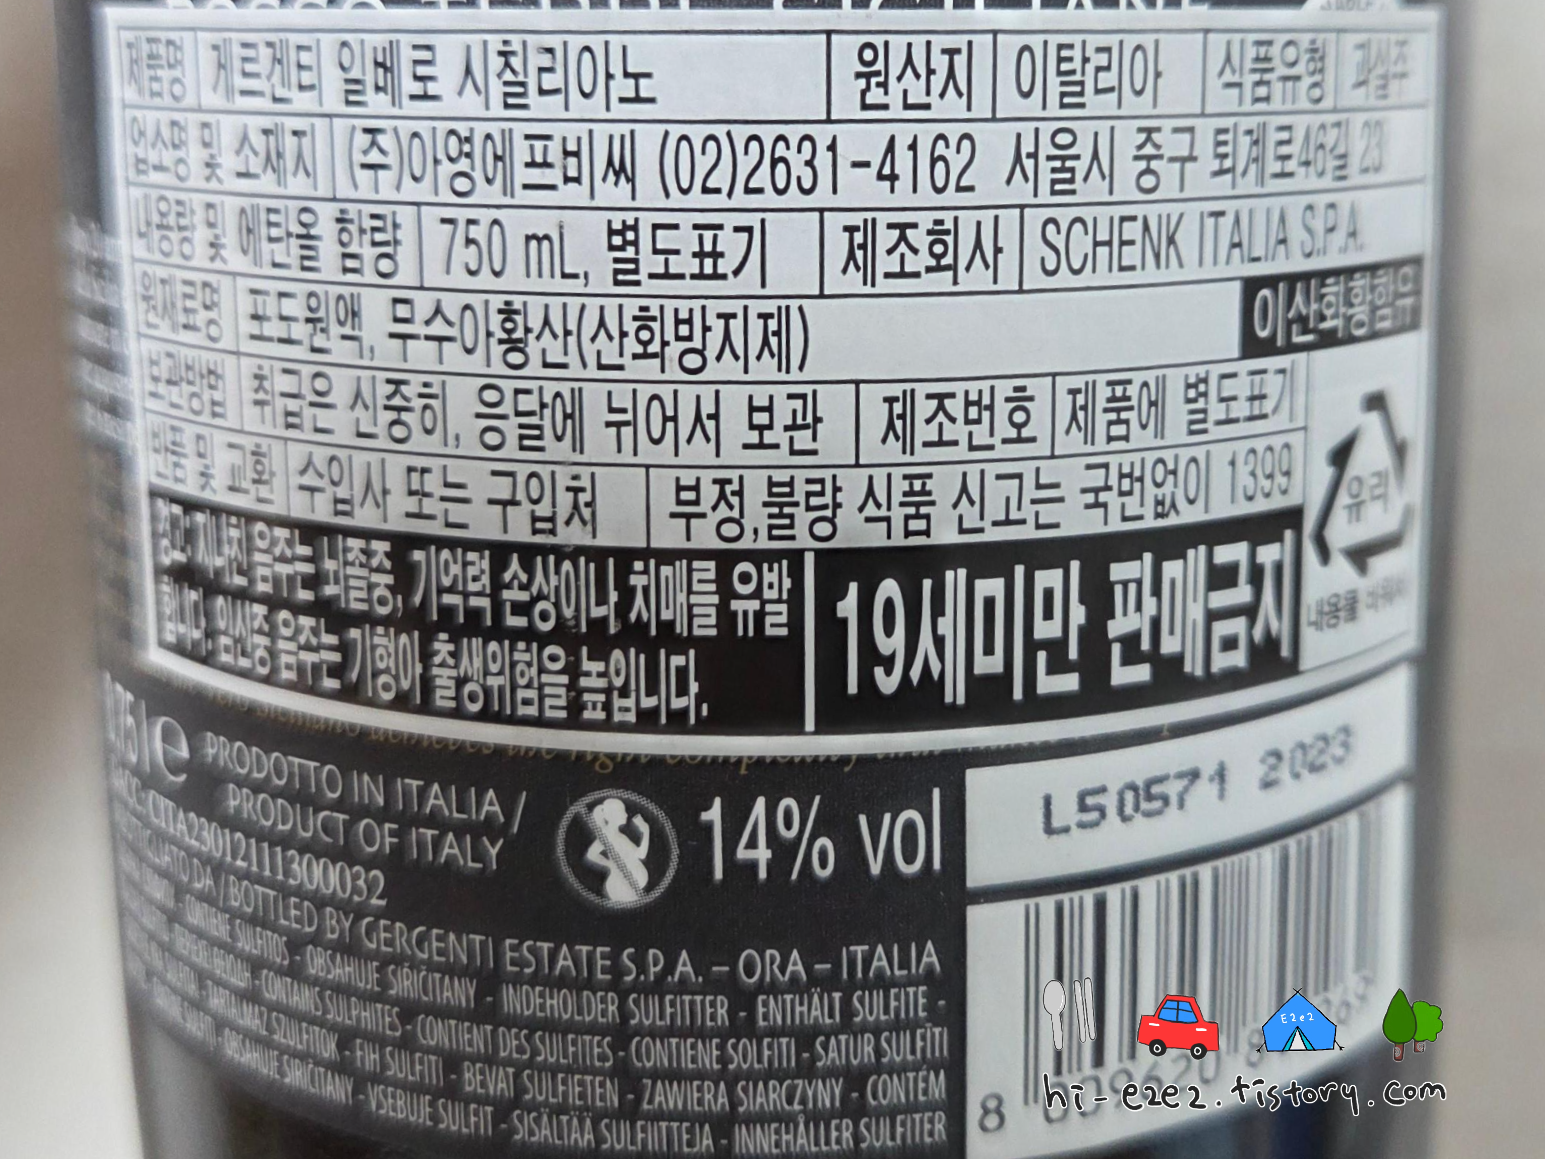 제품명 게르겐티 일베로 시칠리아노 원산지 이탈리아 식품유형 과실주
업소명 및 소재지 (주)아영에프비씨 (02)2631-4162 서울시 중구 퇴계로46길 23
내용량 및 에탄올 함량 750 mL, 별도표기 제조회사 SCHENK ITALIA S.P.A.
원재료명 포도원액, 무수아황산(산화방지제) 이산화황함유
보관방법 취급은 신중히, 응달에 뉘어서 보관 제조번호 제품에 별도표기
반품 및 교환 수입사 또는 구입처 부정,불량 식품 신고는 국번없이 1399
유리
경고: 지나친 음주는 뇌졸중, 기억력 손상이나 치매를 유발
합니다. 임신중 음주는 기형아 출생위험을 높입니다.
19세미만 판매금지
PRODOTTO IN ITALIA /
PRODUCT OF ITALY
14% vol
L50571 2023
BOTTLED BY GERGENTI ESTATE S.P.A. – ORA – ITALIA
OBSAHUJE SIŘIČITANY - INDEHOLDER SULFITTER - ENTHÄLT SULFITE -
CONTAINS SULPHITES - CONTIENT DES SULFITES - CONTIENE SOLFITI - SATUR SULFĪTI
FIH SULFITI - BEVAT SULFIETEN - ZAWIERA SIARCZYNY - CONTÉM
OBSAHUJE SIRIČITANY - VSEBUJE SULFIT - SISÄLTÄÄ SULFIITTEJA - INNEHÅLLER SULFITER
E2e2
hi-e2e2.tistory.com